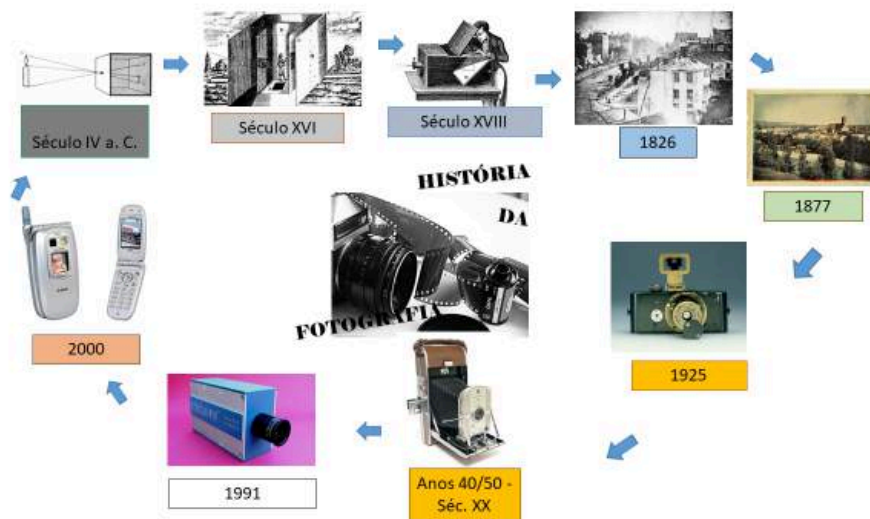 Século IV a. C.
Século XVI
Século XVIII
1826
1877
HISTÓRIA
DA
FOTOGRAFIA
1925
Anos 40/50 -
Séc. XX
1991
2000